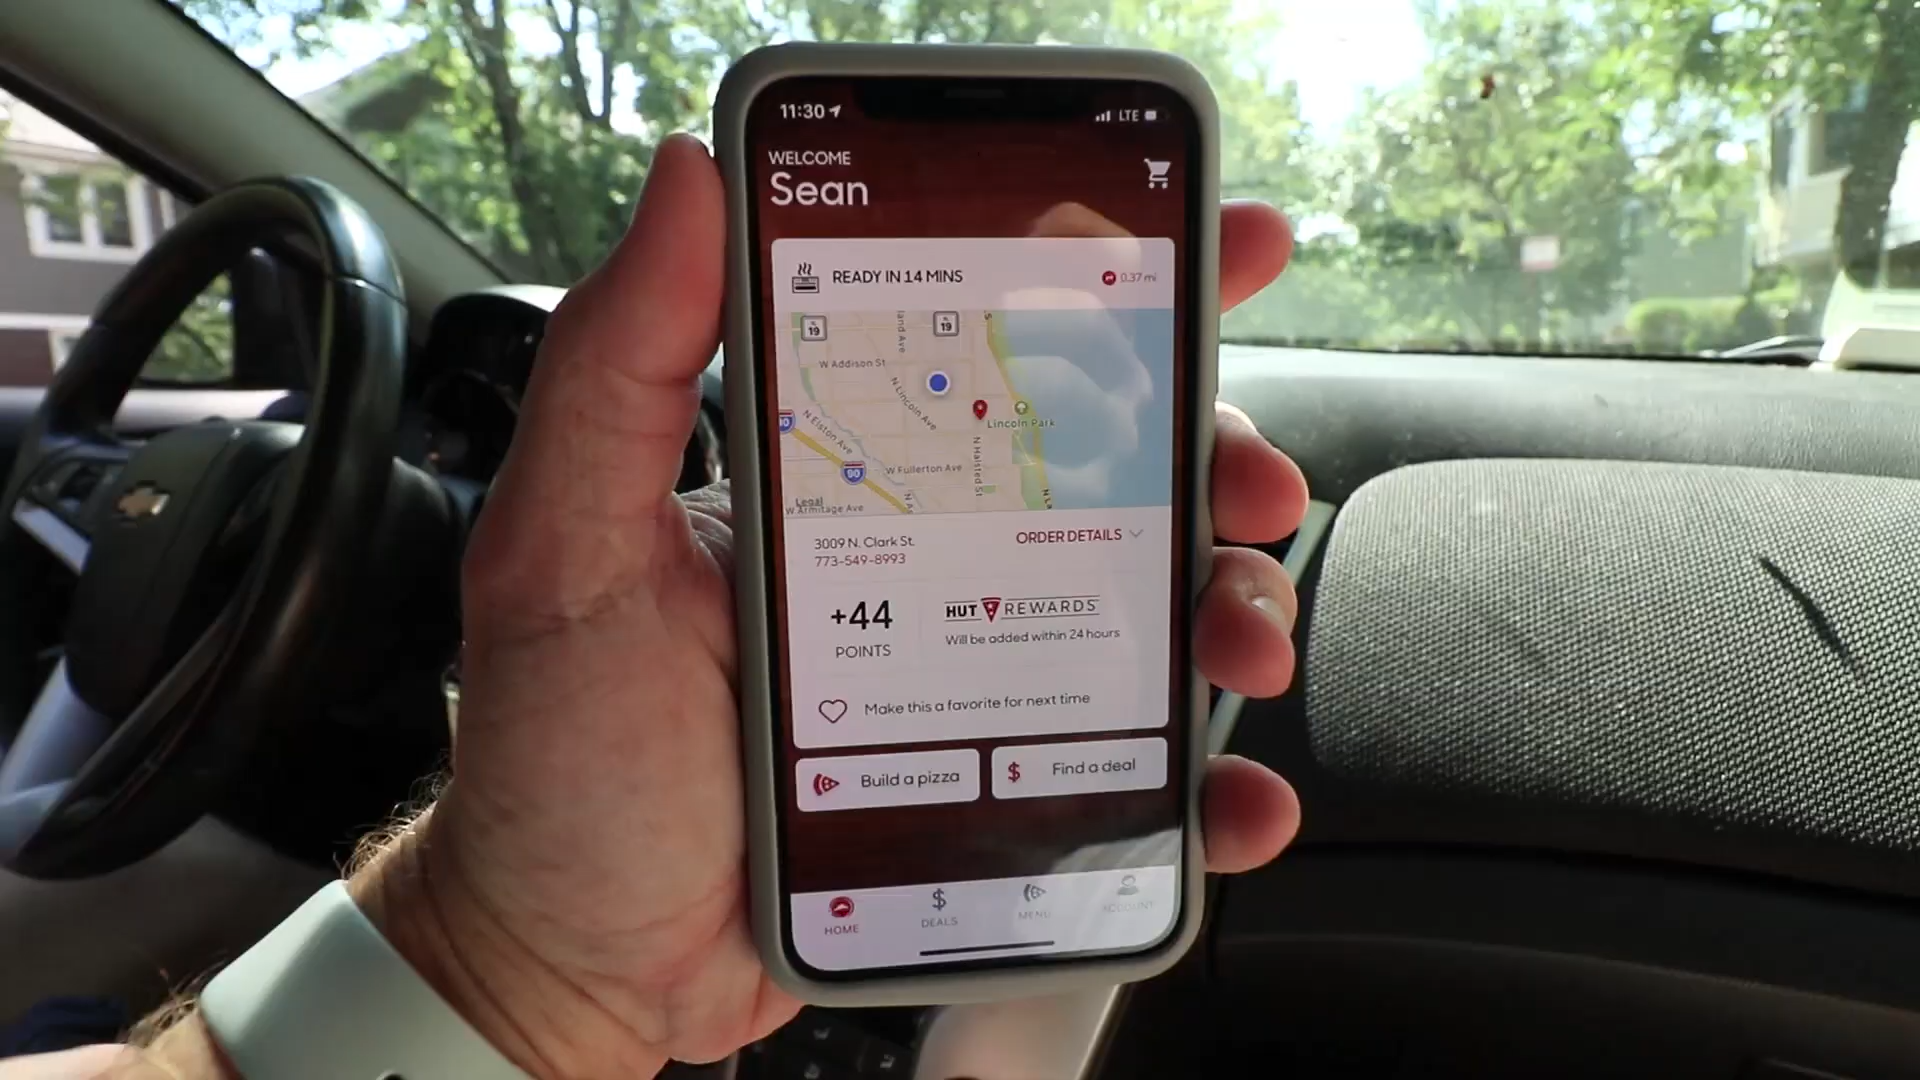 11:30
LTE
WELCOME
Sean
READY IN 14 MINS
0.37 mi
19
19
land Ave
S
W Addison St
N Lincoln Ave
N Elston Ave
Lincoln Park
90
N Halsted St
W Fullerton Ave
Legal
W Armitage Ave
3009 N. Clark St.
773-549-8993
ORDER DETAILS
+44
POINTS
HUT REWARDS
Will be added within 24 hours
Make this a favorite for next time
Build a pizza
$ Find a deal
HOME
$
DEALS
MENU
ACCOUNT